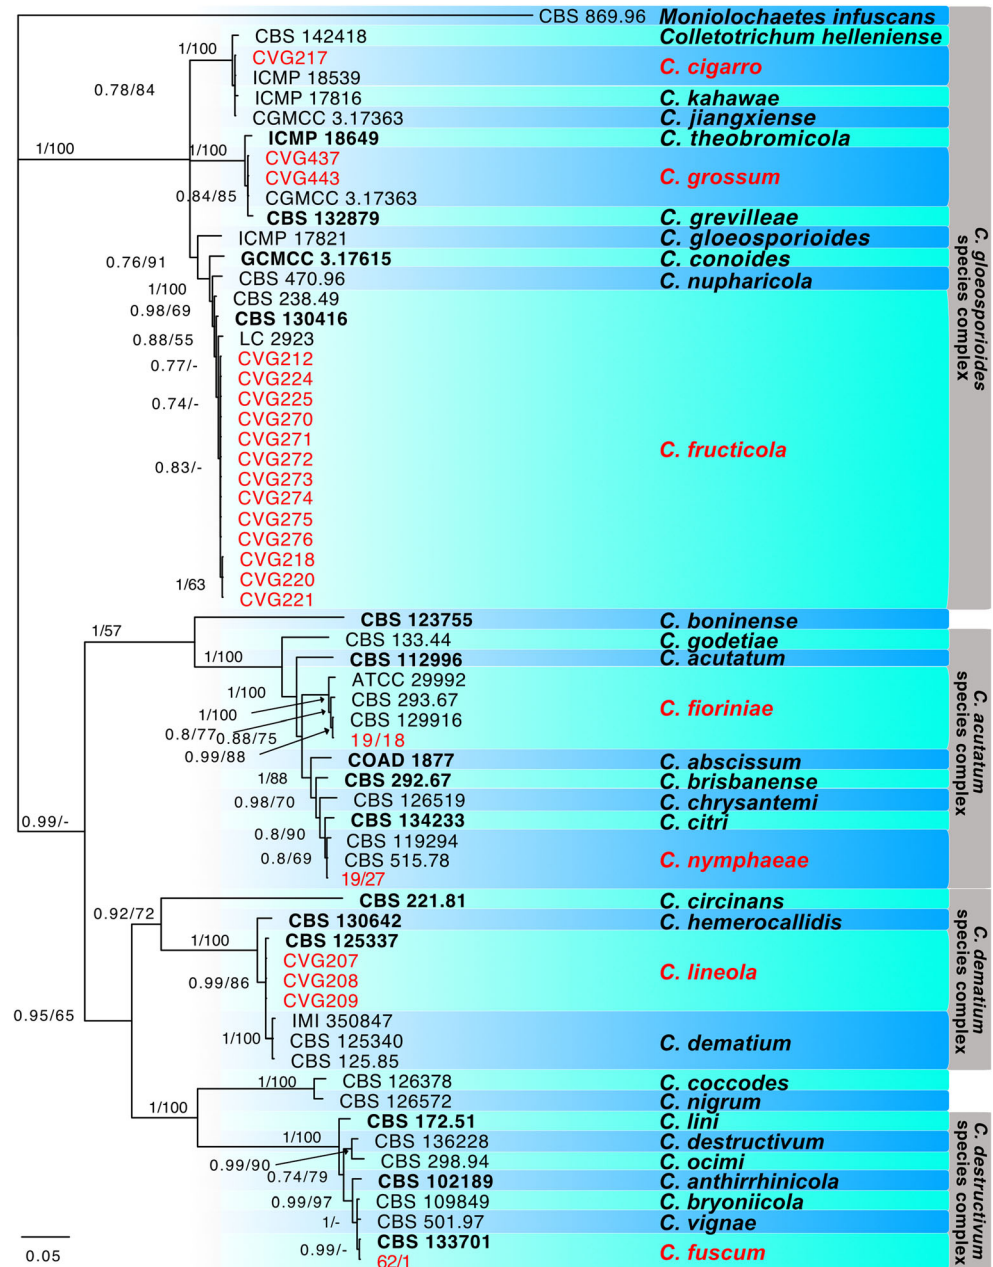 CBS 869.96 Moniolochaetes infuscans
CBS 142418 Colletotrichum helleniense
1/100
CVG217
C. cigarro
ICMP 18539
0.78/84
ICMP 17816 C. kahawae
CGMCC 3.17363 C. jiangxiense
ICMP 18649 C. theobromicola
1/100
1/100
CVG437
CVG443
C. grossum
0.84/85
CGMCC 3.17363
CBS 132879 C. grevilleae
ICMP 17821 C. gloeosporioides
0.76/91
GCMCC 3.17615 C. conoides
CBS 470.96 C. nupharicola
1/100
CBS 238.49
0.98/69
CBS 130416
0.88/55
LC 2923
0.77/-
CVG212
CVG224
0.74/-
CVG225
CVG270
CVG271
C. fructicola
0.83/-
CVG272
CVG273
CVG274
CVG275
CVG276
CVG218
1/63
CVG220
CVG221
C. gloeosporioides
species complex
CBS 123755 C. boninense
1/57
CBS 133.44 C. godetiae
1/100
CBS 112996 C. acutatum
ATCC 29992
1/100
CBS 293.67
C. fioriniae
1/100
CBS 129916
0.8/77
0.88/75
19/18
0.99/88
COAD 1877 C. abscissum
1/88
CBS 292.67 C. brisbanense
0.98/70
CBS 126519 C. chrysantemi
CBS 134233 C. citri
0.99/-
0.8/90
CBS 119294
0.8/69
CBS 515.78
C. nymphaeae
19/27
C. acutatum
species complex
CBS 221.81 C. circinans
0.92/72
CBS 130642 C. hemerocallidis
1/100
CBS 125337
CVG207
C. lineola
0.99/86
CVG208
CVG209
0.95/65
IMI 350847
1/100
CBS 125340
C. dematium
CBS 125.85
C. dematium
species complex
1/100
CBS 126378 C. coccodes
CBS 126572 C. nigrum
1/100
CBS 172.51 C. lini
1/100
CBS 136228 C. destructivum
0.99/90
CBS 298.94 C. ocimi
0.74/79
CBS 102189 C. anthirrhinicola
0.99/97
CBS 109849 C. bryoniicola
1/-
CBS 501.97 C. vignae
CBS 133701
0.99/-
C. fuscum
62/1
C. destructivum
species complex
0.05